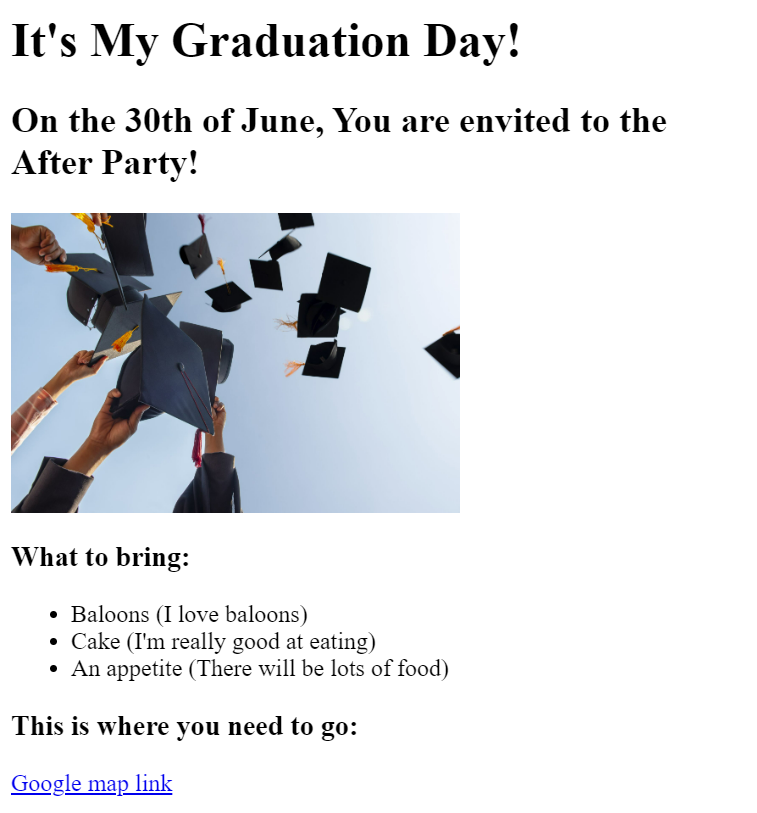 It's My Graduation Day!
On the 30th of June, You are envited to the
After Party!
What to bring:
Baloons (I love baloons)
Cake (I'm really good at eating)
An appetite (There will be lots of food)
This is where you need to go:
Google map link